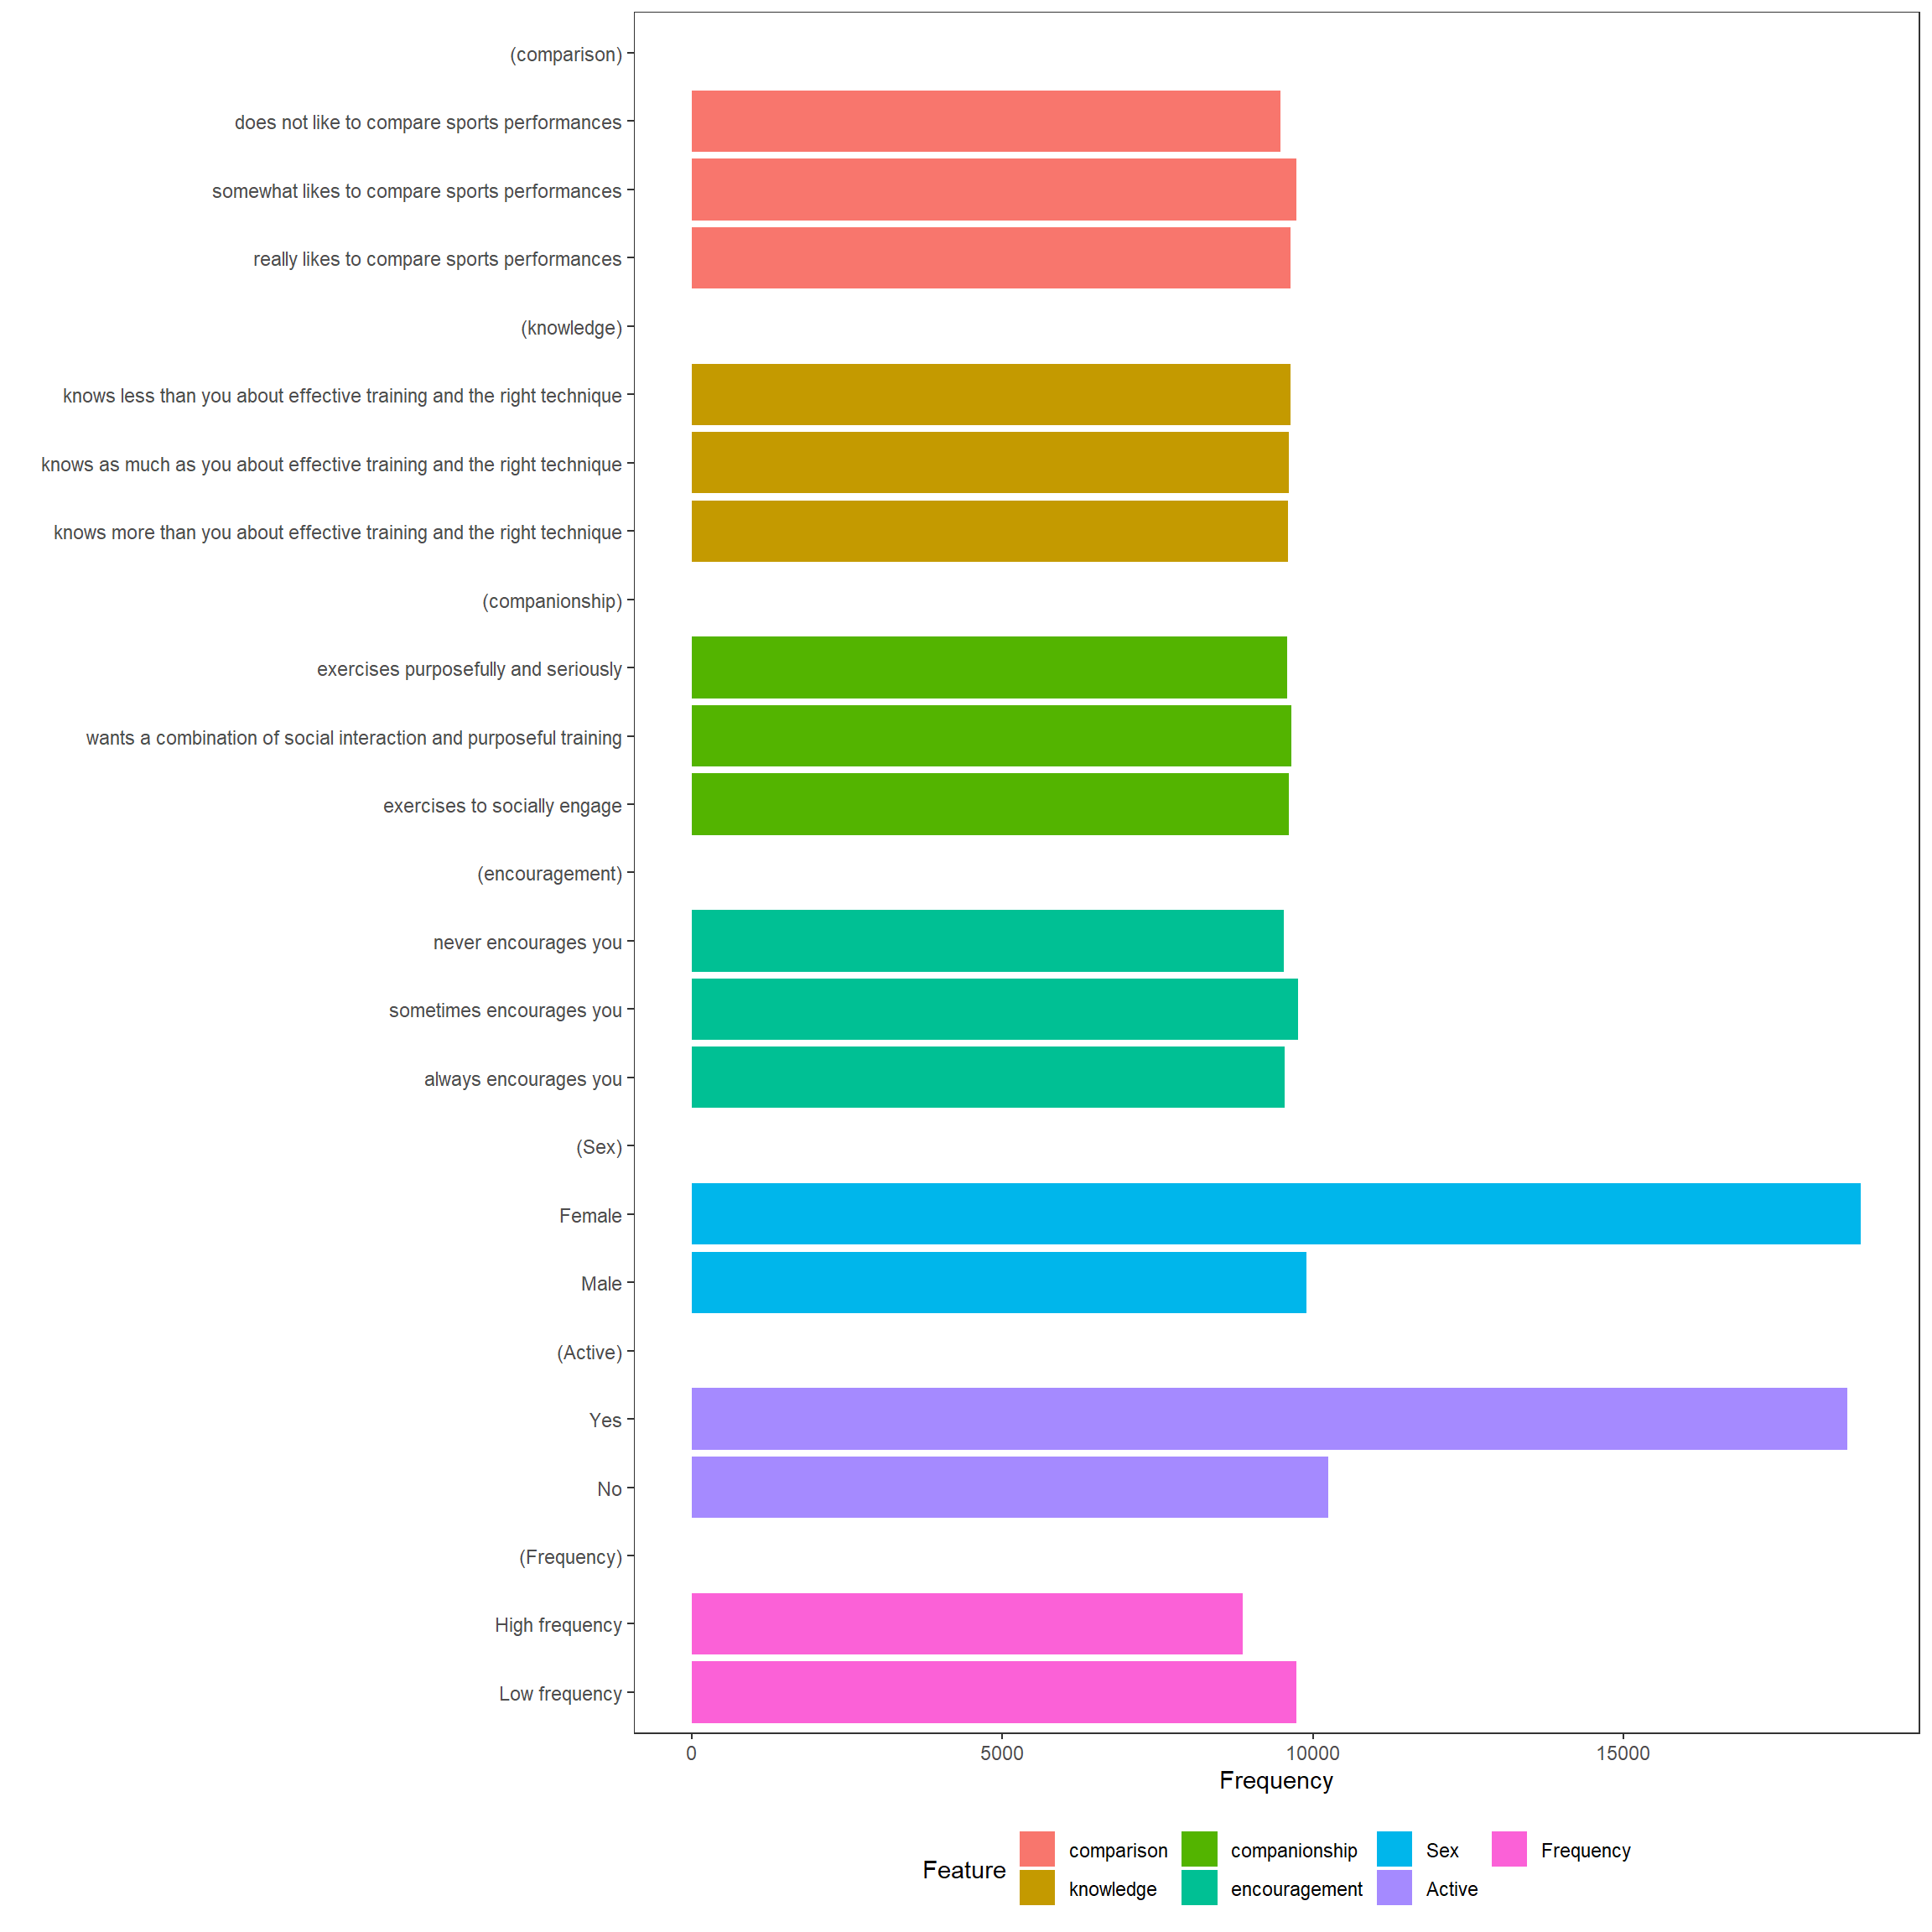 (comparison)
does not like to compare sports performances
somewhat likes to compare sports performances
really likes to compare sports performances
(knowledge)
knows less than you about effective training and the right technique
knows as much as you about effective training and the right technique
knows more than you about effective training and the right technique
(companionship)
exercises purposefully and seriously
wants a combination of social interaction and purposeful training
exercises to socially engage
(encouragement)
never encourages you
sometimes encourages you
always encourages you
(Sex)
Female
Male
(Active)
Yes
No
(Frequency)
High frequency
Low frequency
0 5000 10000 15000
Frequency
Feature
comparison companionship Sex Frequency
knowledge encouragement Active